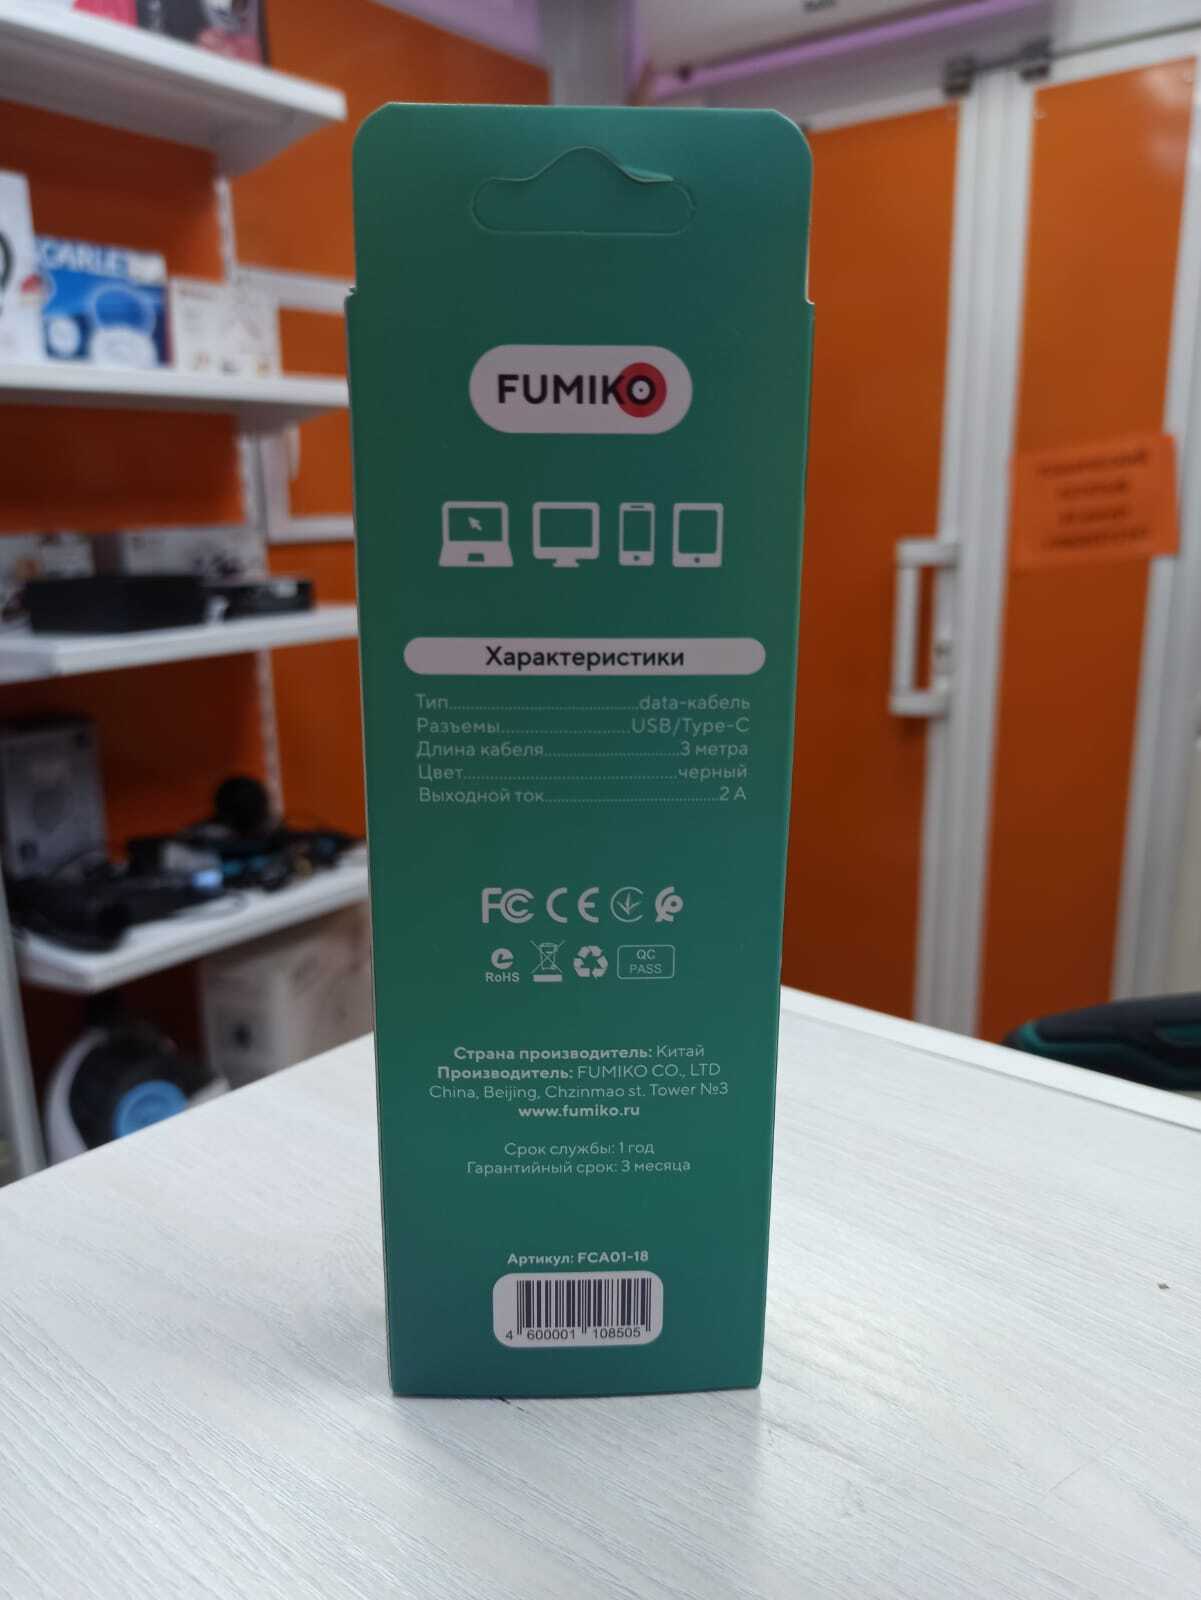 FUMIKO
Характеристики
Тип......................................data-кабель
Разъемы..........................USB/Type-C
Длина кабеля...........................3 метра
Цвет...........................................черный
Выходной ток...................................2 А
FC CE
RoHS
QC
PASS
Страна производитель: Китай
Производитель: FUMIKO CO., LTD
China, Beijing, Chzinmao st. Tower №3
www.fumiko.ru
Срок службы: 1 год
Гарантийный срок: 3 месяца
Артикул: FCA01-18
4 600001 108505